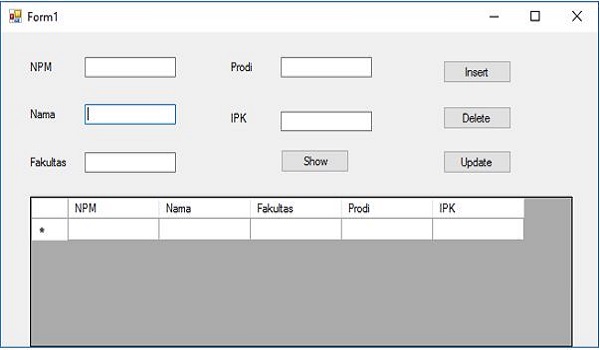 Form1
NPM Prodi Insert
Nama IPK Delete
Fakultas Show Update
NPM Nama Fakultas Prodi IPK
*